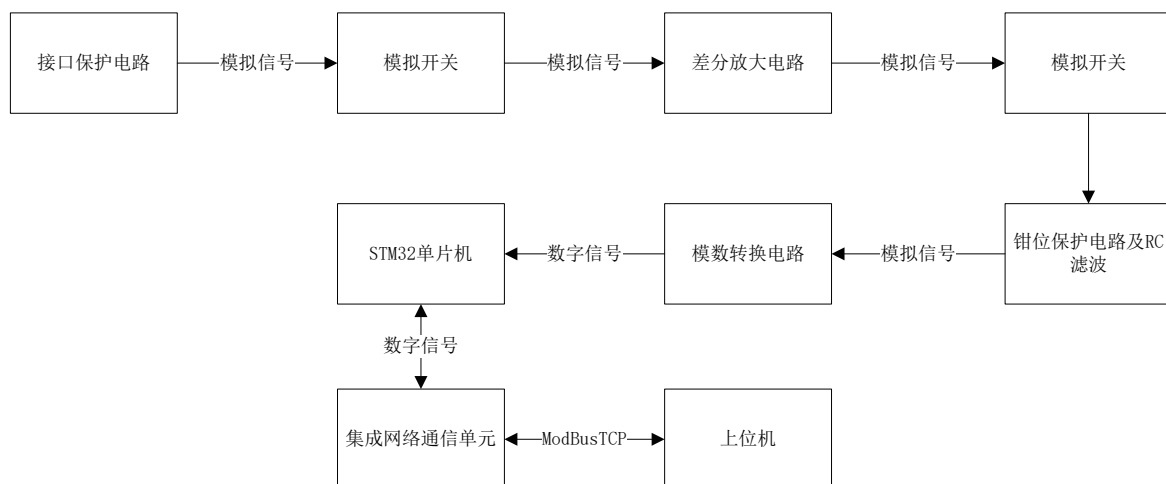 接口保护电路
模拟信号
模拟开关
模拟信号
差分放大电路
模拟信号
模拟开关
STM32单片机
数字信号
模数转换电路
模拟信号
钳位保护电路及RC
滤波
数字信号
集成网络通信单元
ModBusTCP
上位机